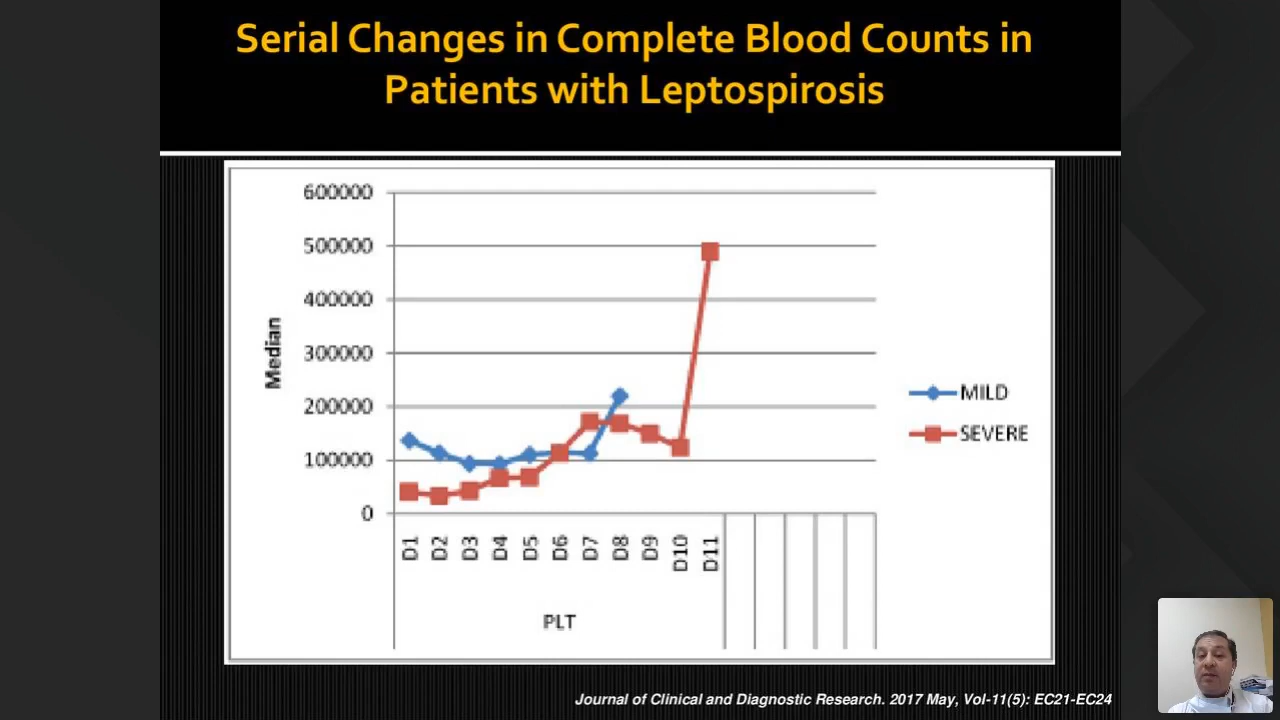 Serial Changes in Complete Blood Counts in
Patients with Leptospirosis
600000
500000
400000
300000
200000
100000
0
Median
D1
D2
D3
D4
D5
D6
D7
D8
D9
D10
D11
PLT
MILD
SEVERE
Journal of Clinical and Diagnostic Research. 2017 May, Vol-11(5): EC21-EC24